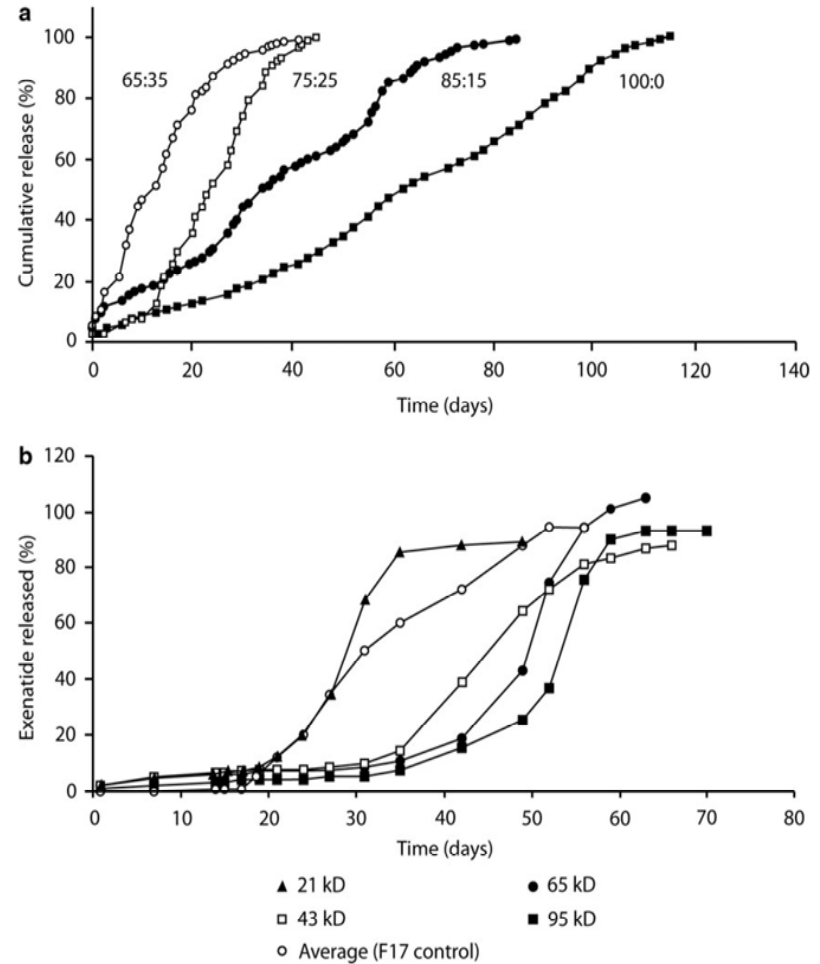 a
100
80
60
40
20
0
Cumulative release (%)
65:35 75:25 85:15 100:0
0 20 40 60 80 100 120 140
Time (days)
b
120
100
80
60
40
20
0
Exenatide released (%)
0 10 20 30 40 50 60 70 80
Time (days)
21 kD 65 kD
43 kD 95 kD
Average (F17 control)